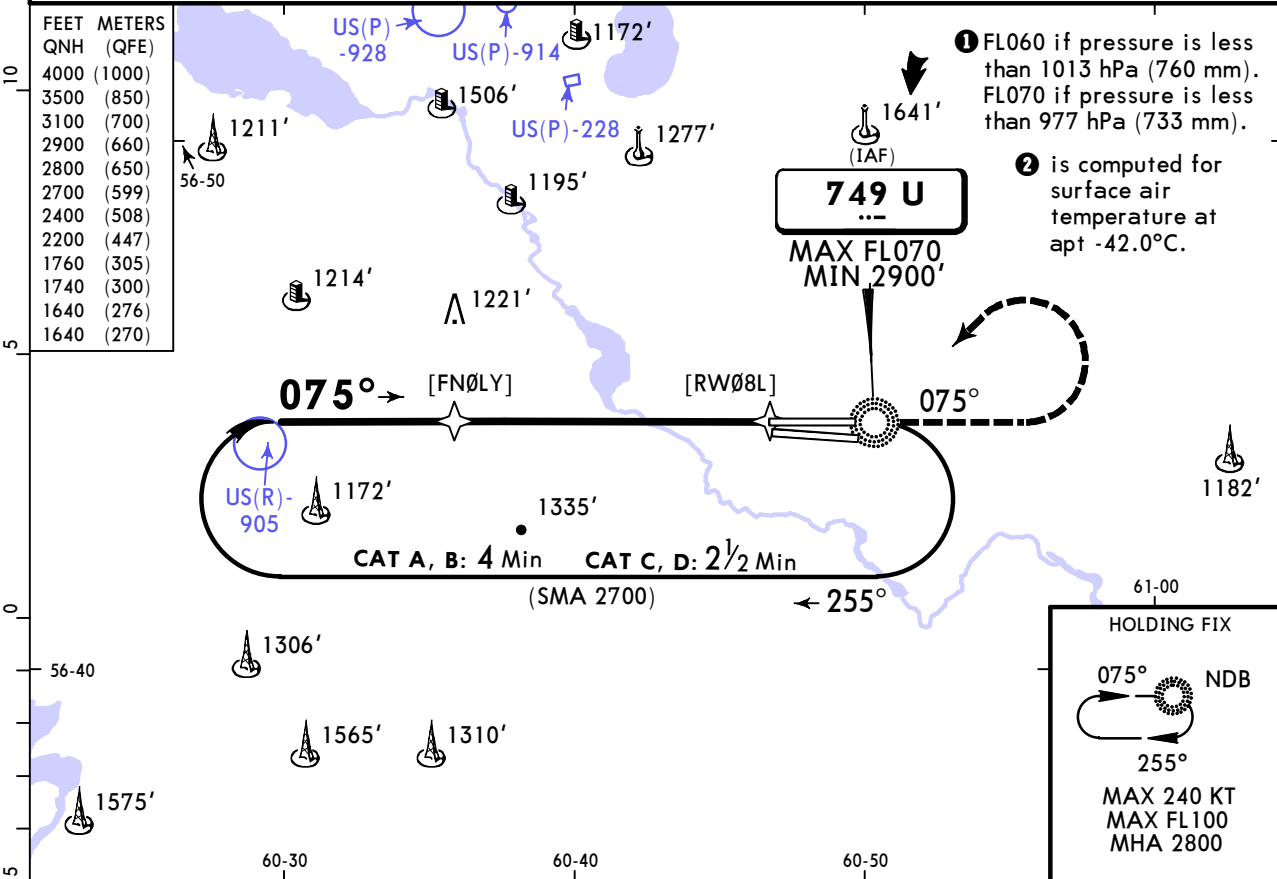 FEET METERS
QNH (QFE)
4000 (1000)
3500 (850)
3100 (700)
2900 (660)
2800 (650)
2700 (599)
2400 (508)
2200 (447)
1760 (305)
1740 (300)
1640 (276)
1640 (270)
10
5
0
5
US(P)
-928
US(P)-914
1172'
1506'
US(P)-228
1277'
1211'
56-50
1195'
1641'
(IAF)
749 U
MAX FL070
MIN 2900'
❶ FL060 if pressure is less
than 1013 hPa (760 mm).
FL070 if pressure is less
than 977 hPa (733 mm).
❷ is computed for
surface air
temperature at
apt -42.0°C.
1214'
1221'
075°
[FNØLY]
[RWØ8L]
075°
US(R)-
905
1172'
1335'
1182'
CAT A, B: 4 Min
CAT C, D: 2½ Min
(SMA 2700)
255°
61-00
1306'
56-40
1565'
1310'
1575'
60-30
60-40
60-50
HOLDING FIX
075°
NDB
255°
MAX 240 KT
MAX FL100
MHA 2800